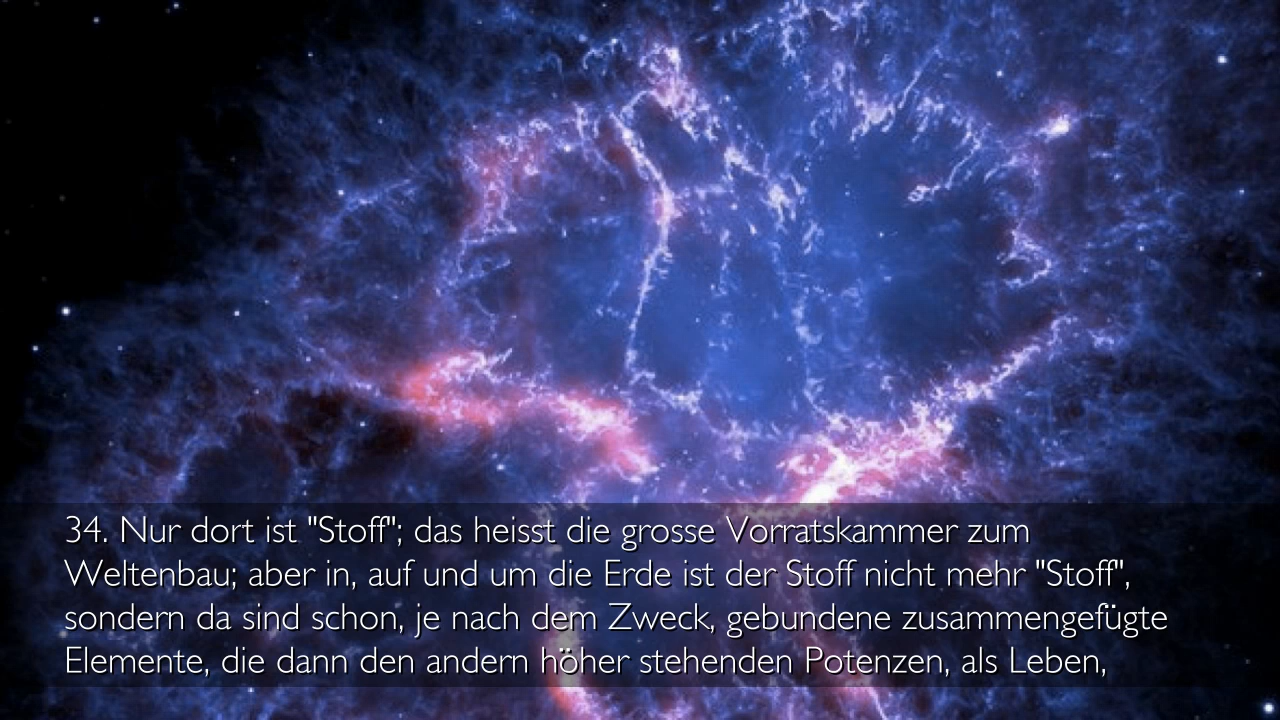 34. Nur dort ist "Stoff"; das heisst die grosse Vorratskammer zum
Weltenbau; aber in, auf und um die Erde ist der Stoff nicht mehr "Stoff",
sondern da sind schon, je nach dem Zweck, gebundene zusammengefügte
Elemente, die dann den andern höher stehenden Potenzen, als Leben,